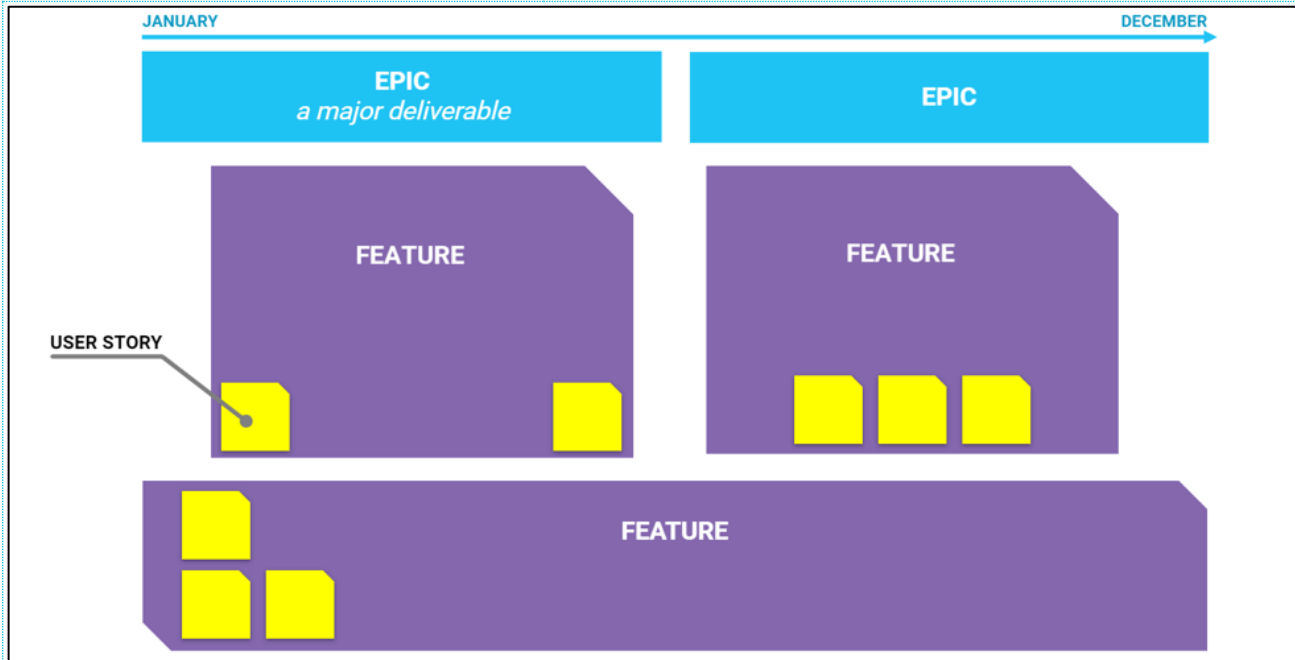 JANUARY
DECEMBER
EPIC
a major deliverable
EPIC
FEATURE
FEATURE
USER STORY
FEATURE